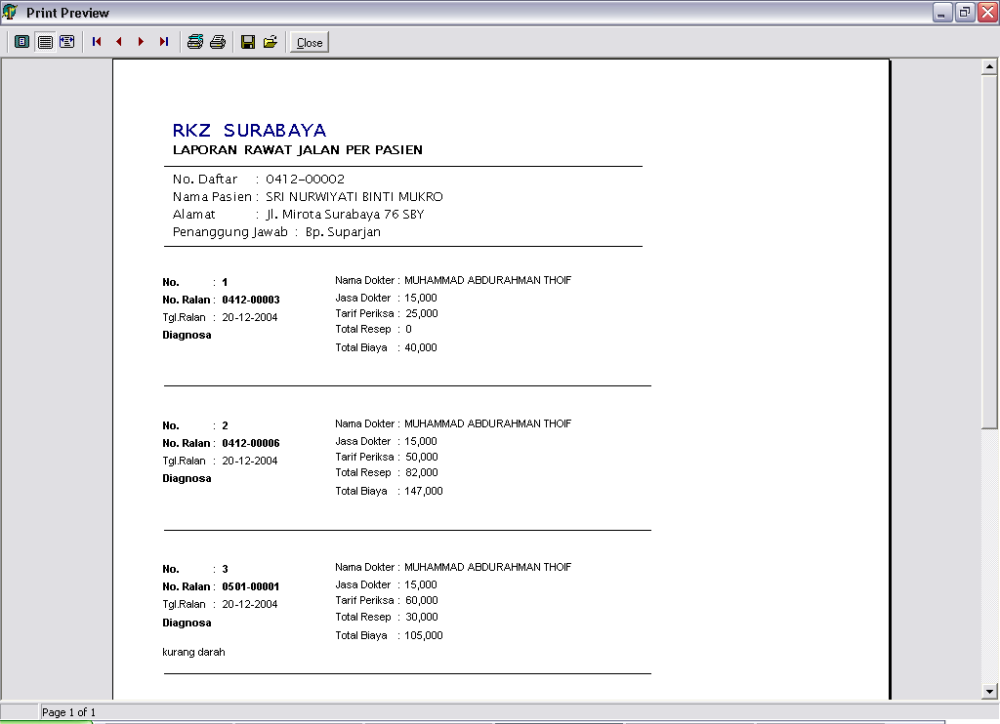 Print Preview
Close
RKZ SURABAYA
LAPORAN RAWAT JALAN PER PASIEN
No. Daftar : 0412-00002
Nama Pasien : SRI NURWIYATI BINTI MUKRO
Alamat : Jl. Mirota Surabaya 76 SBY
Penanggung Jawab : Bp. Suparjan
No. : 1
No. Ralan : 0412-00003
Tgl.Ralan : 20-12-2004
Diagnosa
Nama Dokter : MUHAMMAD ABDURAHMAN THOIF
Jasa Dokter : 15,000
Tarif Periksa : 25,000
Total Resep : 0
Total Biaya : 40,000
No. : 2
No. Ralan : 0412-00006
Tgl.Ralan : 20-12-2004
Diagnosa
Nama Dokter : MUHAMMAD ABDURAHMAN THOIF
Jasa Dokter : 15,000
Tarif Periksa : 50,000
Total Resep : 82,000
Total Biaya : 147,000
No. : 3
No. Ralan : 0501-00001
Tgl.Ralan : 20-12-2004
Diagnosa
kurang darah
Nama Dokter : MUHAMMAD ABDURAHMAN THOIF
Jasa Dokter : 15,000
Tarif Periksa : 60,000
Total Resep : 30,000
Total Biaya : 105,000
Page 1 of 1